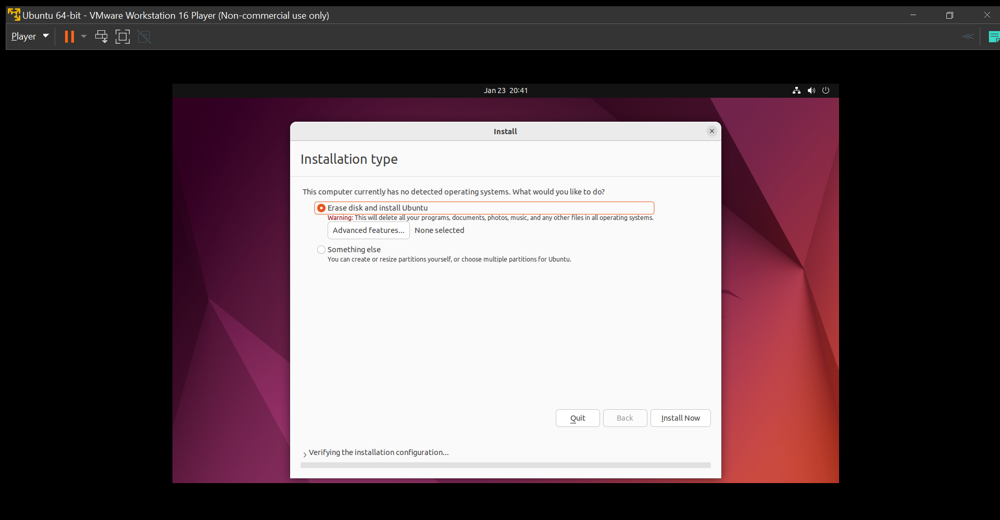 Ubuntu 64-bit - VMware Workstation 16 Player (Non-commercial use only)
Player
Jan 23 20:41
Install
Installation type
This computer currently has no detected operating systems. What would you like to do?
Erase disk and install Ubuntu
Warning: This will delete all your programs, documents, photos, music, and any other files in all operating systems.
Advanced features... None selected
Something else
You can create or resize partitions yourself, or choose multiple partitions for Ubuntu.
Quit Back Install Now
Verifying the installation configuration...